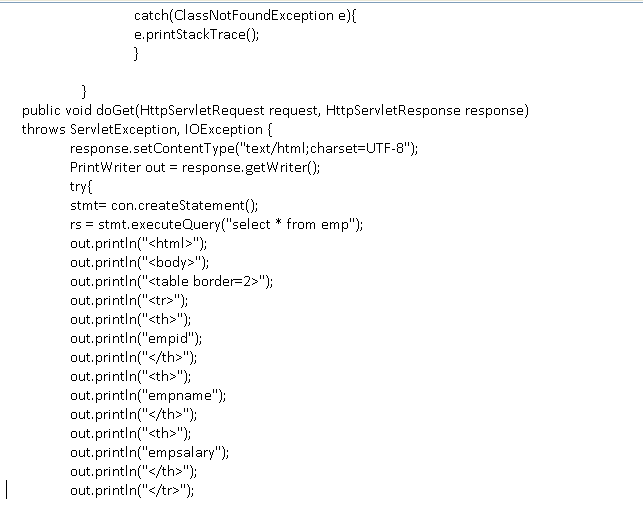 catch(ClassNotFoundException e){
e.printStackTrace();
}
}
public void doGet(HttpServletRequest request, HttpServletResponse response)
throws ServletException, IOException {
response.setContentType("text/html;charset=UTF-8");
PrintWriter out = response.getWriter();
try{
stmt= con.createStatement();
rs = stmt.executeQuery("select * from emp");
out.println("<html>");
out.println("<body>");
out.println("<table border=2>");
out.println("<tr>");
out.println("<th>");
out.println("empid");
out.println("</th>");
out.println("<th>");
out.println("empname");
out.println("</th>");
out.println("<th>");
out.println("empsalary");
out.println("</th>");
out.println("</tr>");